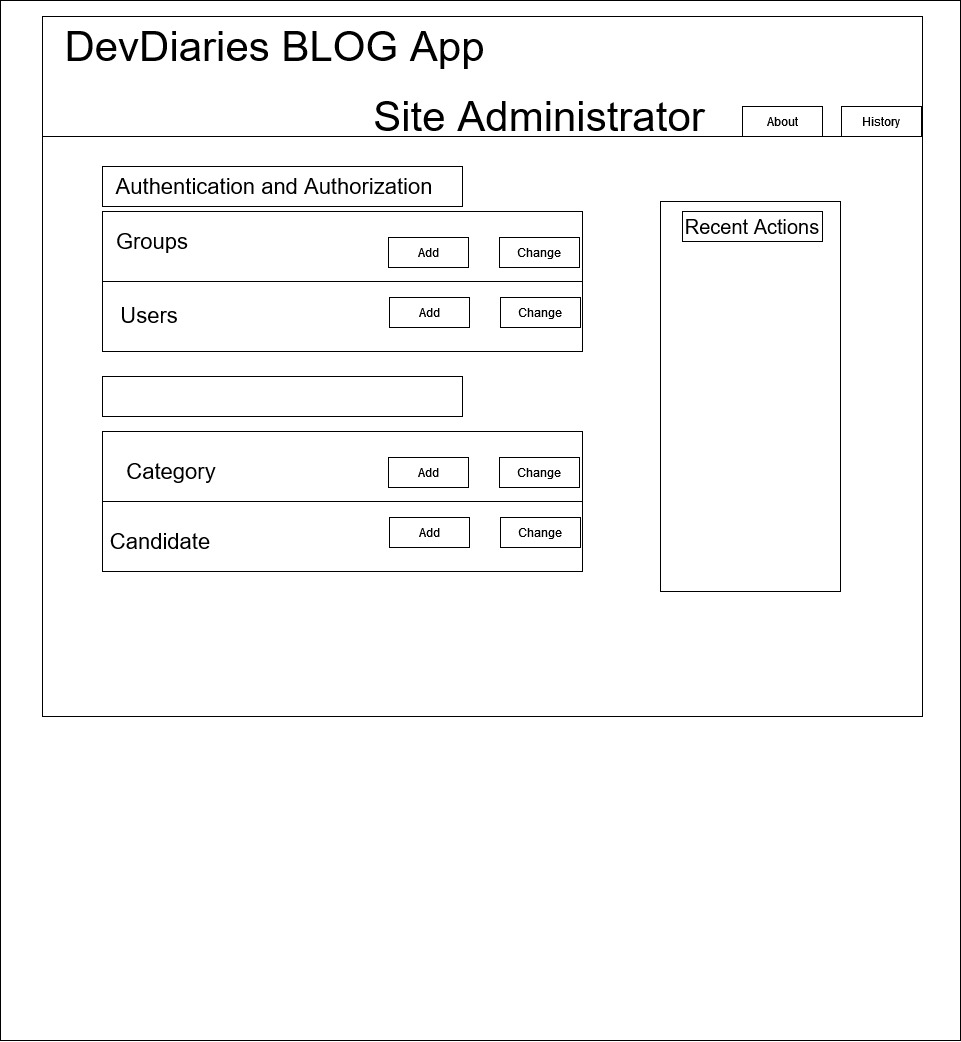 DevDiaries BLOG App
Site Administrator
About
History
Authentication and Authorization
Groups
Add
Change
Users
Add
Change
Recent Actions
Category
Add
Change
Candidate
Add
Change